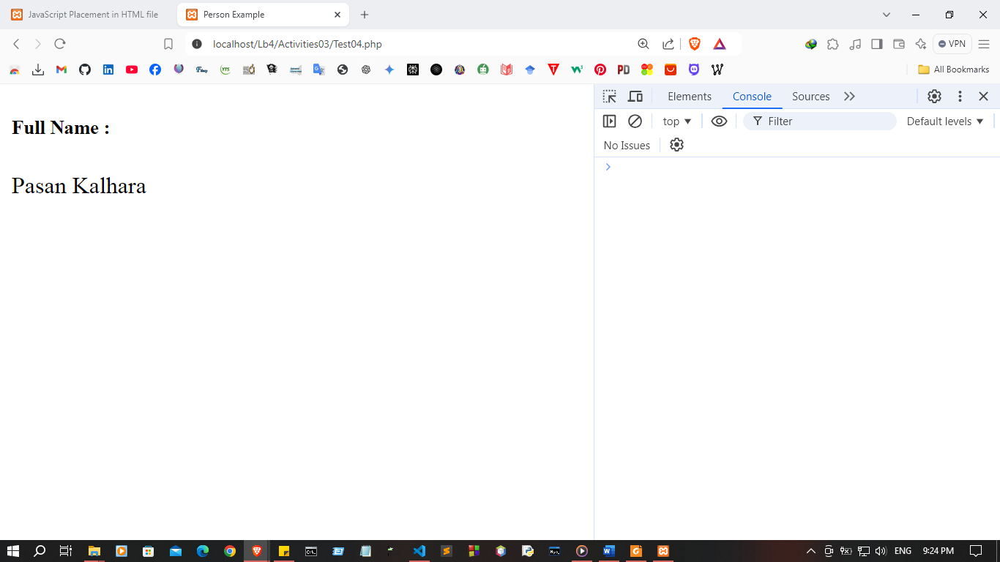 JavaScript Placement in HTML file
Person Example
localhost/Lb4/Activities03/Test04.php
VPN
All Bookmarks
Elements Console Sources
top Filter Default levels
No Issues
Full Name :
Pasan Kalhara
ENG 9:24 PM